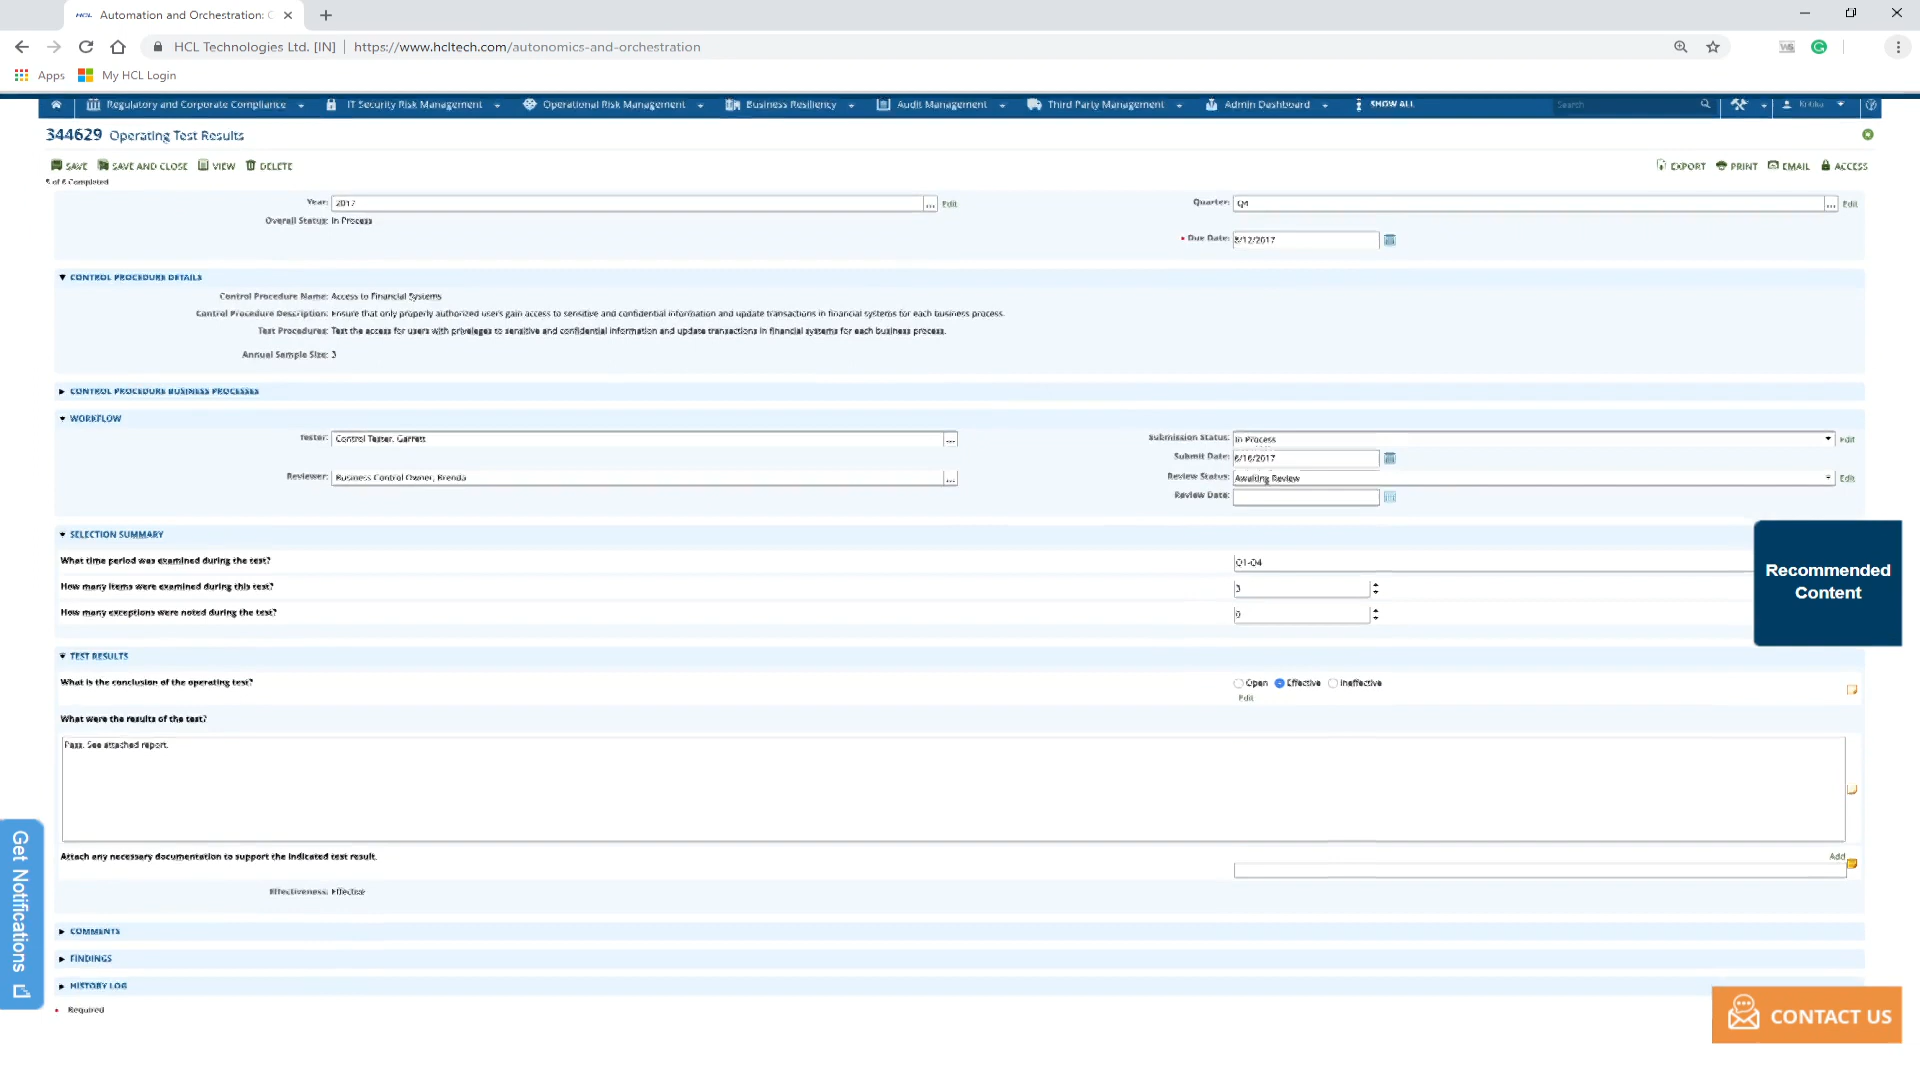 HCL Automation and Orchestration: C
HCL Technologies Ltd. [IN] https://www.hcltech.com/autonomics-and-orchestration
Apps My HCL Login
Regulatory and Corporate Compliance IT Security Risk Management Operational Risk Management Business Resiliency Audit Management Third Party Management Admin Dashboard SHOW ALL Search
344629 Operating Test Results
SAVE SAVE AND CLOSE VIEW DELETE EXPORT PRINT EMAIL ACCESS
Completed
Year: 2017 ... Edit Quarter: Q4 ... Edit
Overall Status: In Process
• Due Date: 8/12/2017
CONTROL PROCEDURE DETAILS
Control Procedure Name: Access to Financial Systems
Control Procedure Description: Ensure that only properly authorized users gain access to sensitive and confidential information and update transactions in financial systems for each business process.
Test Procedures: Test the access for users with priveleges to sensitive and confidential information and update transactions in financial systems for each business process.
Annual Sample Size: 3
CONTROL PROCEDURE BUSINESS PROCESSES
WORKFLOW
Tester: Control Tester, Garrett ... Submission Status: In Process Edit
Submit Date: 6/16/2017
Reviewer: Business Control Owner, Brenda ... Review Status: Awaiting Review Edit
Review Date:
SELECTION SUMMARY
What time period was examined during the test? Q1-Q4
How many items were examined during this test? 3
How many exceptions were noted during the test? 0
Recommended
Content
TEST RESULTS
What is the conclusion of the operating test? Open Effective Ineffective
Edit
What were the results of the test?
Pass. See attached report.
Attach any necessary documentation to support the indicated test result. Add
Effectiveness: Effective
COMMENTS
FINDINGS
HISTORY LOG
• Required
Get Notifications
CONTACT US